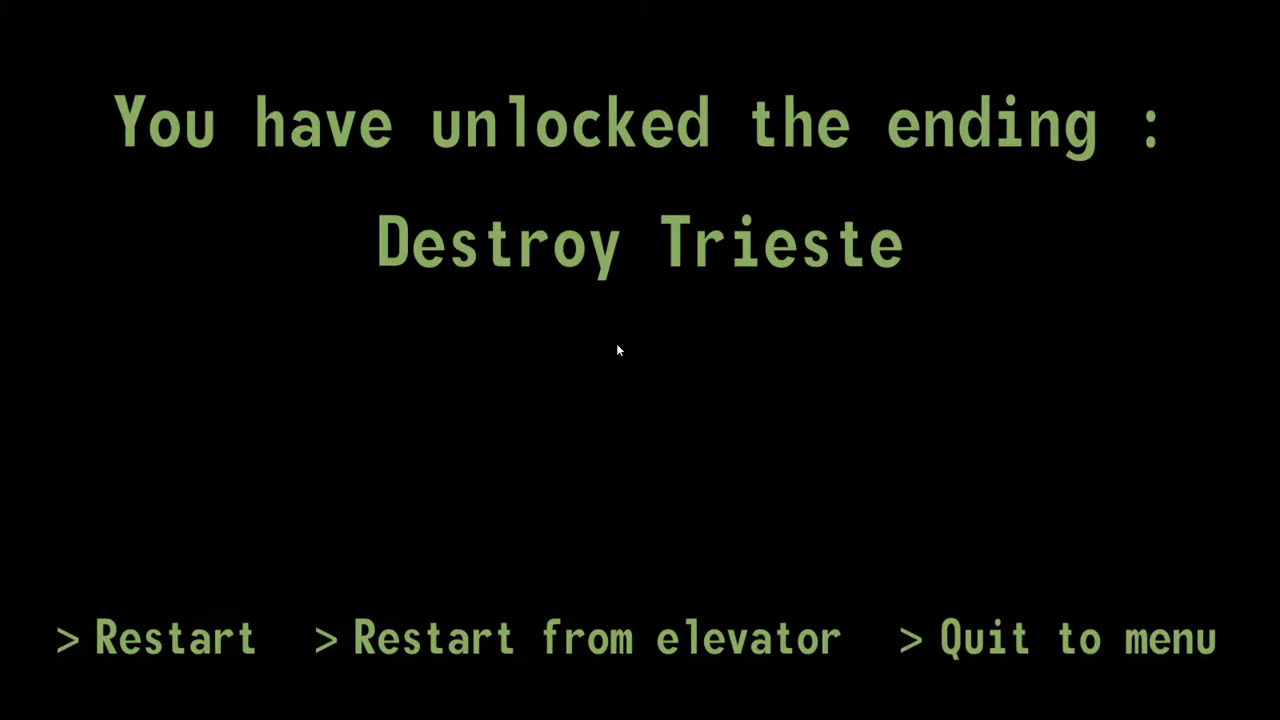 You have unlocked the ending :
Destroy Trieste
> Restart > Restart from elevator > Quit to menu